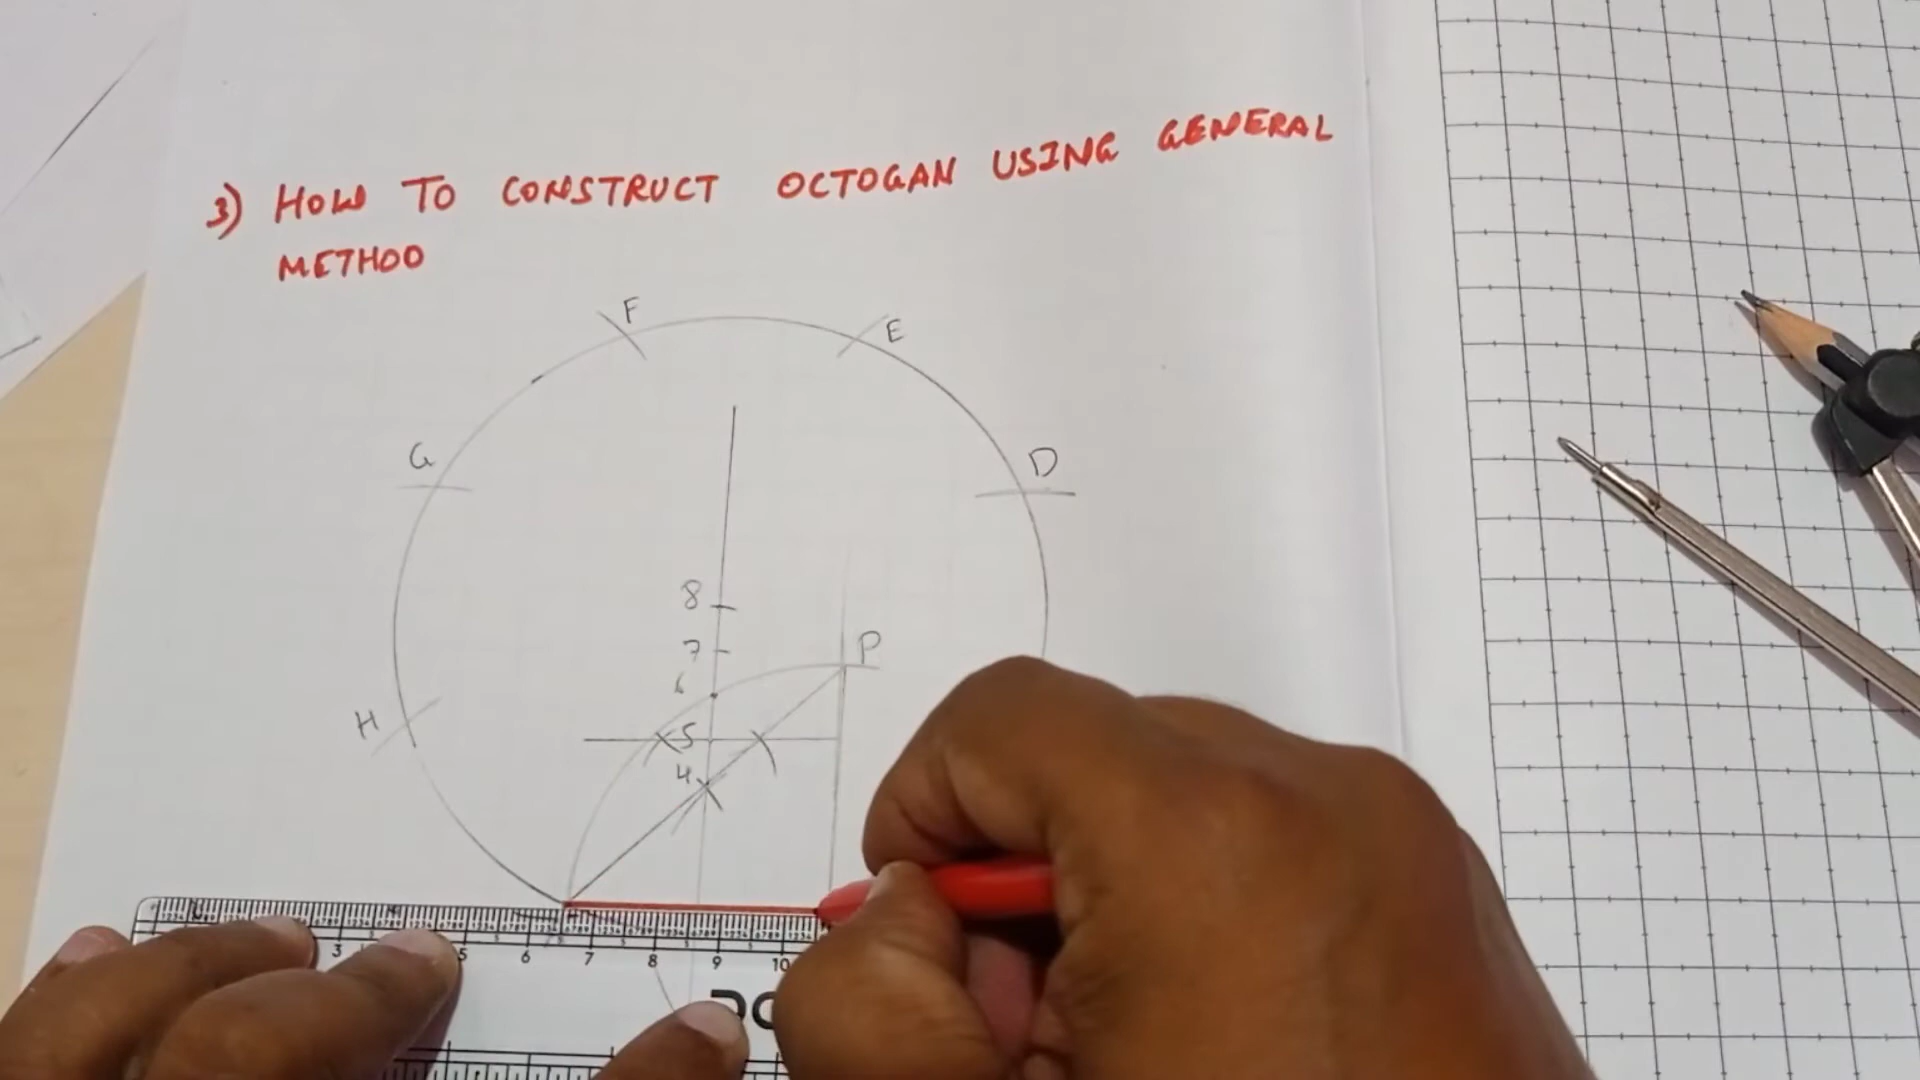 3) HOW TO CONSTRUCT OCTOGAN USING GENERAL
METHOD
F
E
G
D
8
7
P
6
H
5
4
3 5 6 7 8 9 10